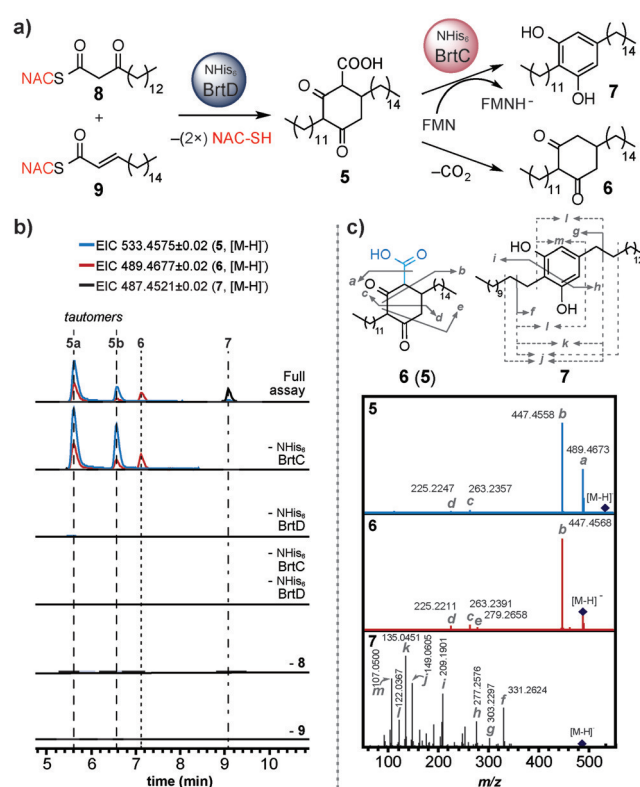 a)
O O
NAC S ( )12
8
+
O
NAC S ( )14
9
NHis6
BrtD
–(2×) NAC-SH
COOH
O
( )14
( )11
O
5
NHis6
BrtC
FMN
FMNH–
–CO2
HO
( )14
( )11
OH
7
O
( )14
( )11
O
6
b)
EIC 533.4575±0.02 (5, [M-H]-)
EIC 489.4677±0.02 (6, [M-H]-)
EIC 487.4521±0.02 (7, [M-H]-)
tautomers
5a 5b 6 7
Full
assay
- NHis6
BrtC
- NHis6
BrtD
- NHis6
BrtC
- NHis6
BrtD
- 8
- 9
5 6 7 8 9 10
time (min)
c)
O
HO
a b
O
( )14
c
d e
( )11
O
6 (5)
l
g
m
HO
i
( )12
( )9
h
OH
f
l
k
j
7
5
b
447.4558
489.4673
a
225.2247 263.2357
d c
[M-H]-
6
b
447.4568
[M-H]-
225.2211 263.2391
d c e 279.2658
7
107.0500
m
122.0367
l
135.0451
k
149.0605
j
209.1901
i
277.2576
h
303.2297
g
331.2624
f
[M-H]-
100 200 300 400 500
m/z